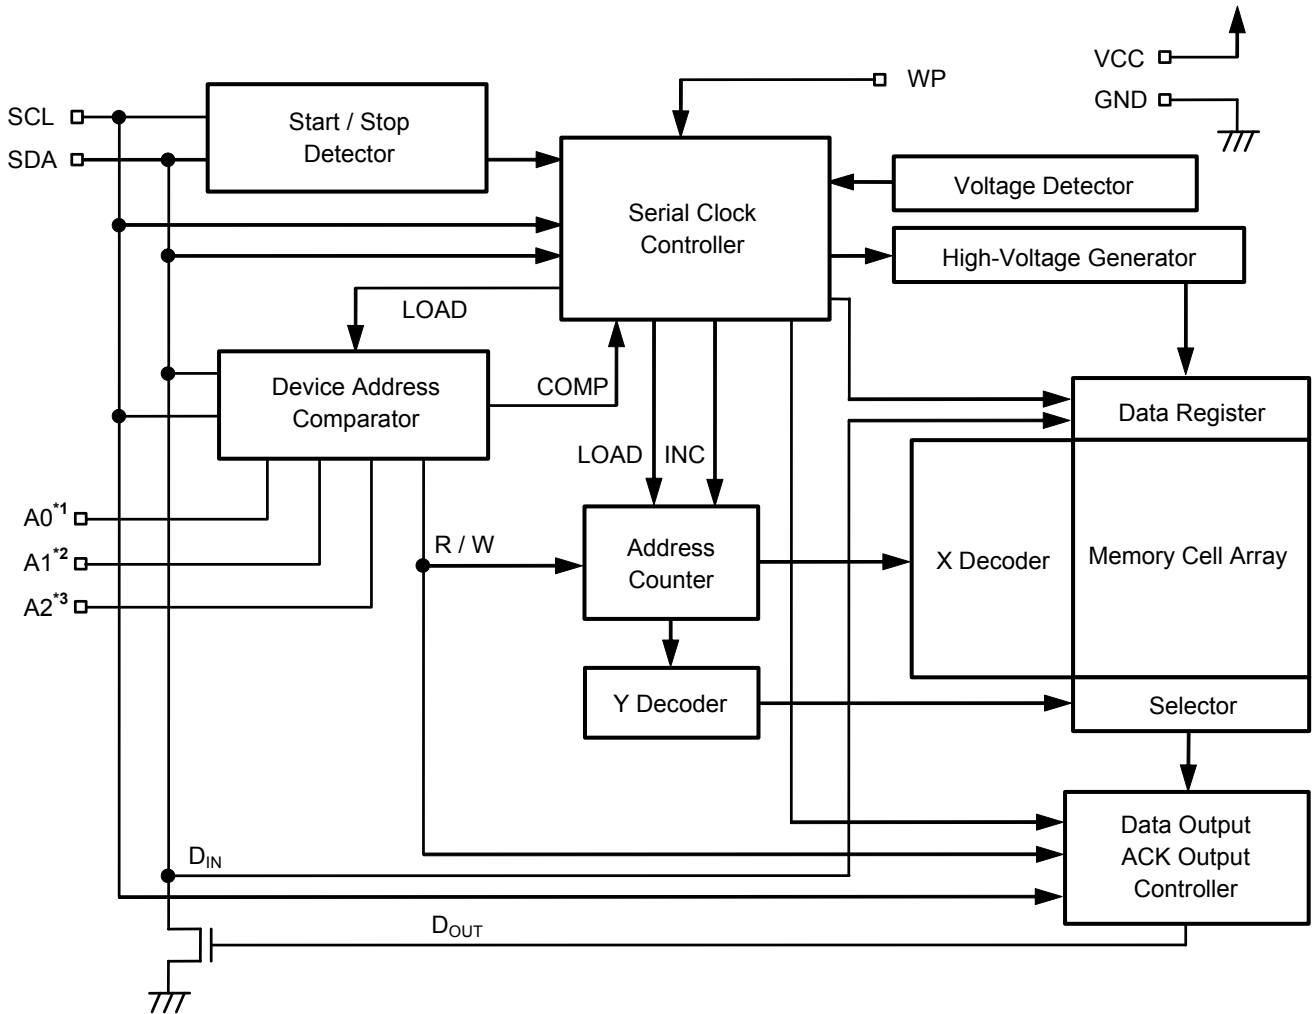 VCC
WP
GND
SCL
SDA
Start / Stop
Detector
Voltage Detector
Serial Clock
Controller
High-Voltage Generator
LOAD
Device Address
Comparator
COMP
Data Register
LOAD
INC
A0*1
A1*2
A2*3
R / W
Address
Counter
X Decoder
Memory Cell Array
Y Decoder
Selector
Data Output
ACK Output
Controller
DIN
DOUT